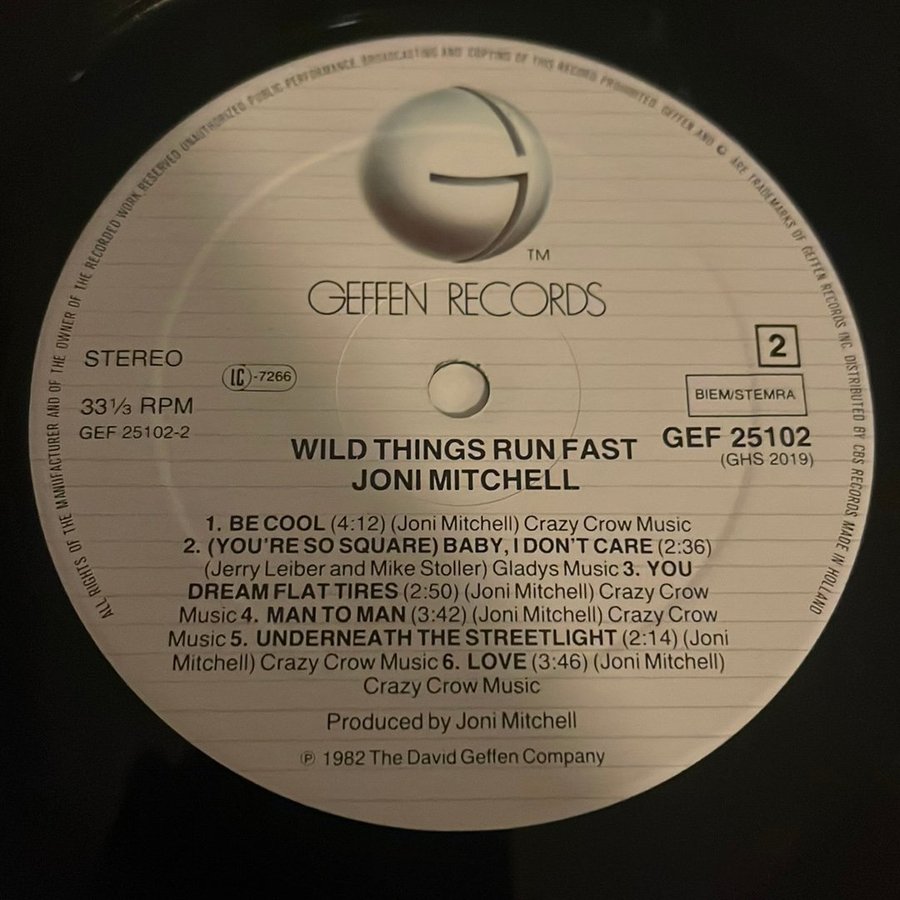 ALL RIGHTS OF THE MANUFACTURER AND OF THE OWNER OF THE RECORDED WORK RESERVED UNAUTHORIZED PUBLIC PERFORMANCE, BROADCASTING AND COPYING OF THIS RECORD PROHIBITED. GEFFEN AND G ARE TRADEMARKS OF GEFFEN RECORDS INC. DISTRIBUTED BY CBS RECORDS MADE IN HOLLAND
TM
GEFFEN RECORDS
STEREO
LC-7266
33⅓ RPM
GEF 25102-2
2
BIEM/STEMRA
GEF 25102
(GHS 2019)
WILD THINGS RUN FAST
JONI MITCHELL
1. BE COOL (4:12) (Joni Mitchell) Crazy Crow Music
2. (YOU'RE SO SQUARE) BABY, I DON'T CARE (2:36)
(Jerry Leiber and Mike Stoller) Gladys Music 3. YOU
DREAM FLAT TIRES (2:50) (Joni Mitchell) Crazy Crow
Music 4. MAN TO MAN (3:42) (Joni Mitchell) Crazy Crow
Music 5. UNDERNEATH THE STREETLIGHT (2:14) (Joni
Mitchell) Crazy Crow Music 6. LOVE (3:46) (Joni Mitchell)
Crazy Crow Music
Produced by Joni Mitchell
℗ 1982 The David Geffen Company